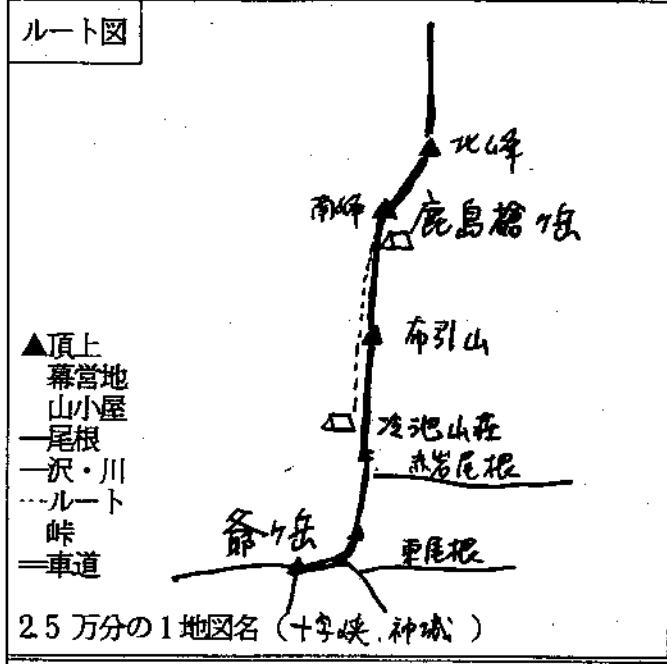 ルート図
北峰
南峰
鹿島槍ヶ岳
布引山
▲頂上
幕営地
山小屋
冷池山荘
━尾根
赤岩尾根
―沢・川
---ルート
爺ヶ岳
峠
東尾根
＝車道
2.5万分の1地図名（十字峡、神城）